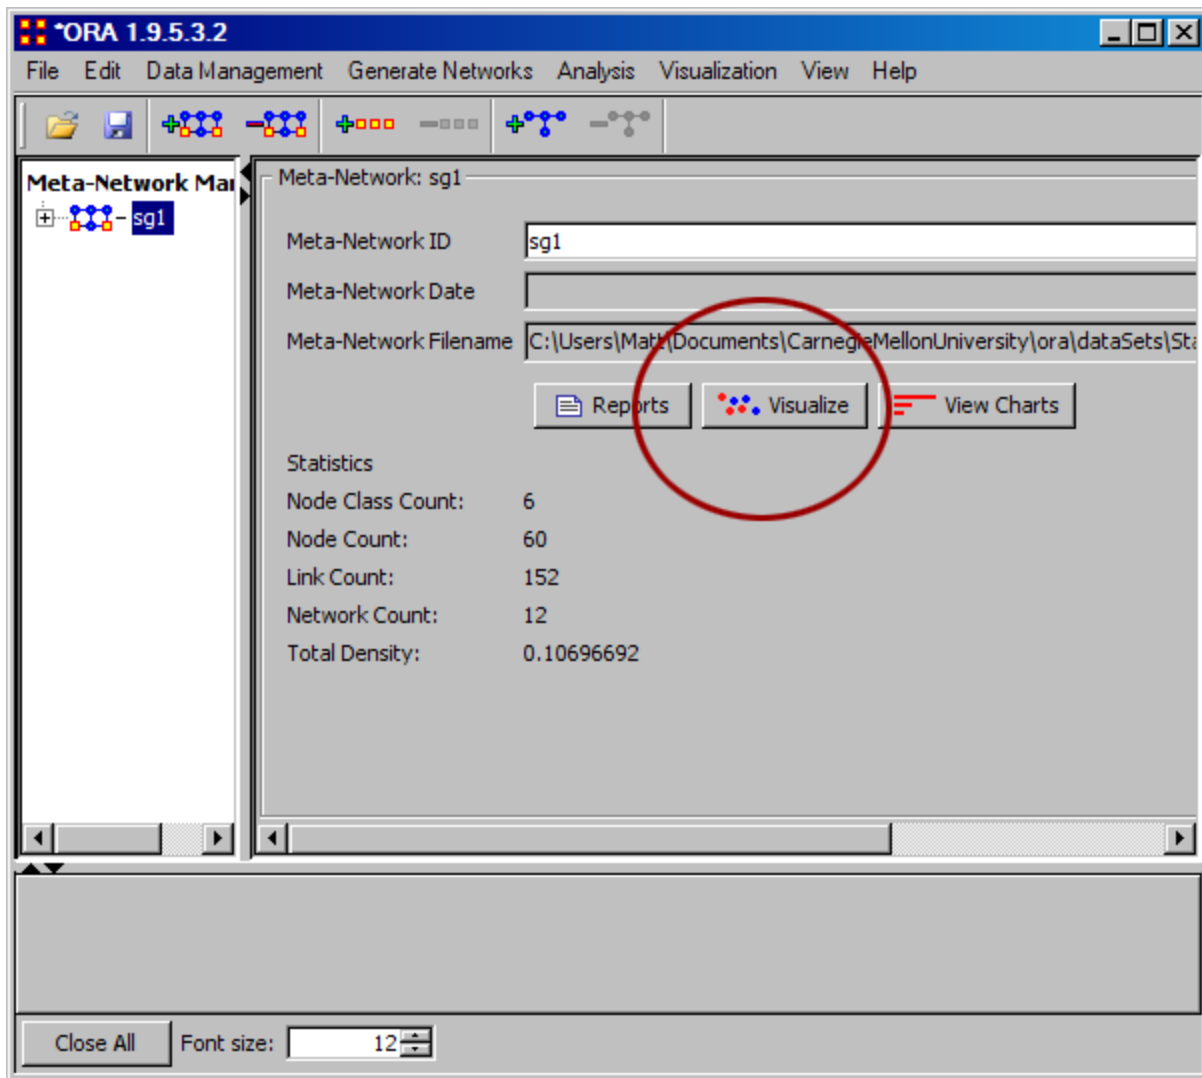 *ORA 1.9.5.3.2
File Edit Data Management Generate Networks Analysis Visualization View Help
Meta-Network Mar
sg1
Meta-Network: sg1
Meta-Network ID sg1
Meta-Network Date
Meta-Network Filename C:\Users\Matt\Documents\CarnegieMellonUniversity\ora\dataSets\Sta
Reports Visualize View Charts
Statistics
Node Class Count: 6
Node Count: 60
Link Count: 152
Network Count: 12
Total Density: 0.10696692
Close All Font size: 12